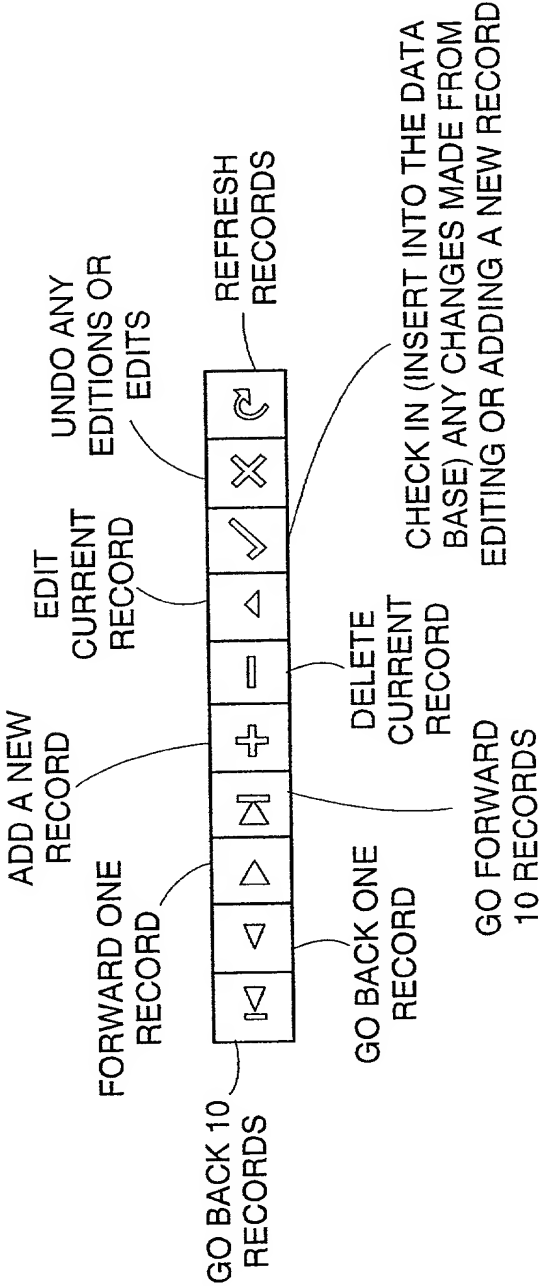 GO BACK 10
RECORDS
FORWARD ONE
RECORD
ADD A NEW
RECORD
EDIT
CURRENT
RECORD
UNDO ANY
EDITIONS OR
EDITS
REFRESH
RECORDS
GO BACK ONE
RECORD
GO FORWARD
10 RECORDS
DELETE
CURRENT
RECORD
CHECK IN (INSERT INTO THE DATA
BASE) ANY CHANGES MADE FROM
EDITING OR ADDING A NEW RECORD